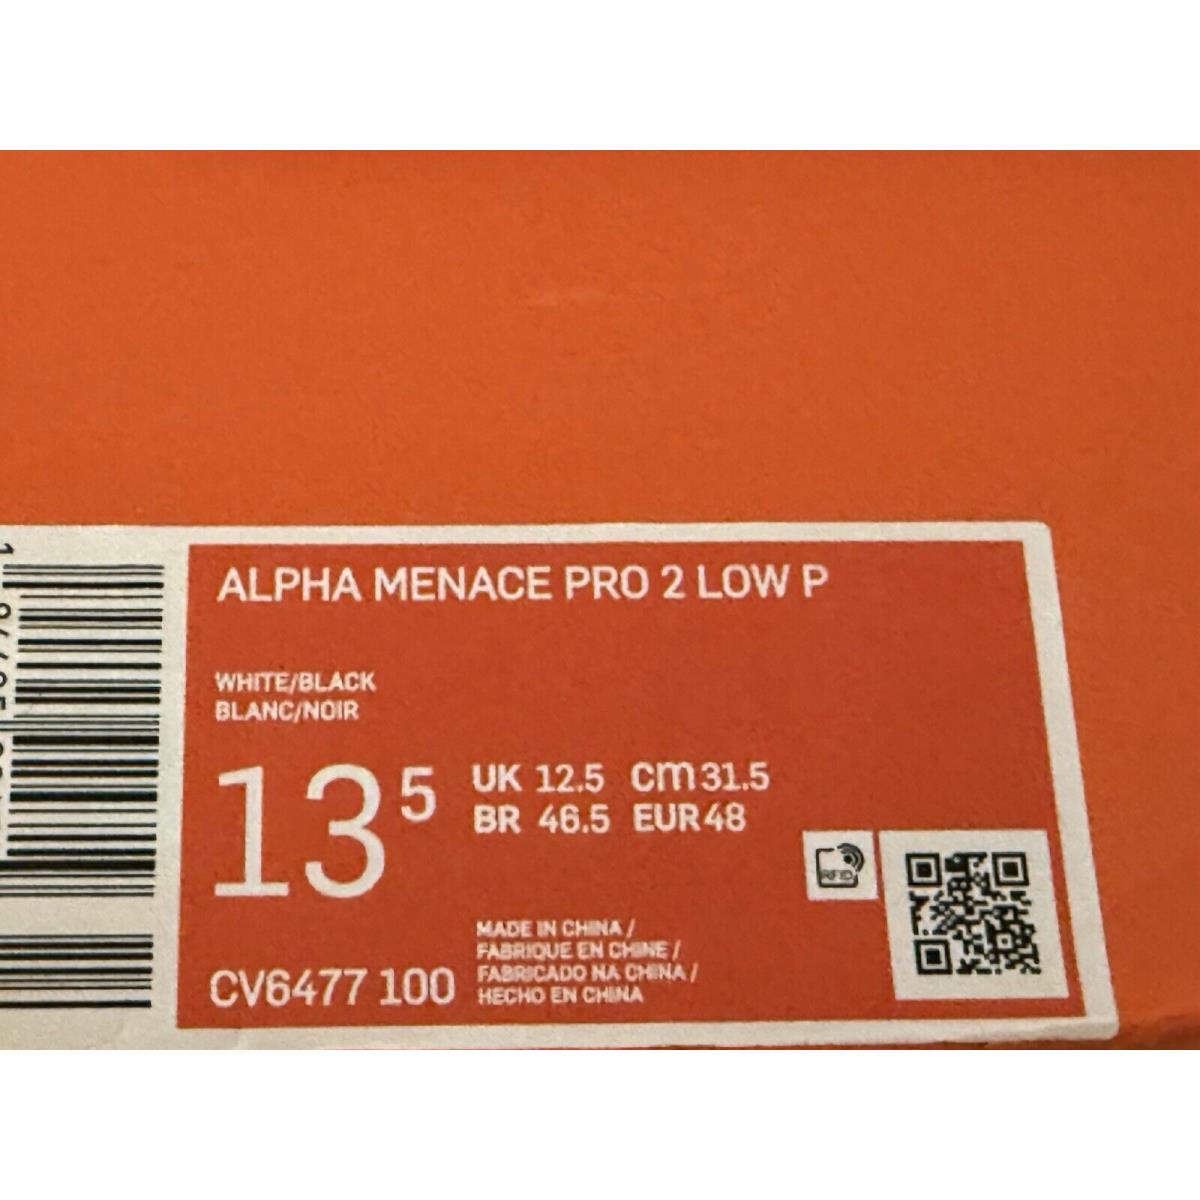 ALPHA MENACE PRO 2 LOW P
WHITE/BLACK
BLANC/NOIR
13 5
UK 12.5 cm 31.5
BR 46.5 EUR 48
RFID
MADE IN CHINA /
FABRIQUE EN CHINE /
FABRICADO NA CHINA /
HECHO EN CHINA
CV6477 100